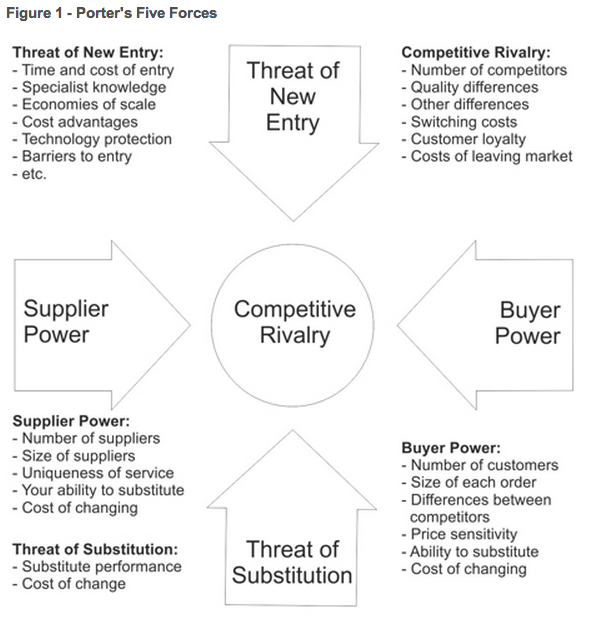 Figure 1 - Porter's Five Forces
Threat of New Entry:
- Time and cost of entry
- Specialist knowledge
- Economies of scale
- Cost advantages
- Technology protection
- Barriers to entry
- etc.
Threat of
New
Entry
Competitive Rivalry:
- Number of competitors
- Quality differences
- Other differences
- Switching costs
- Customer loyalty
- Costs of leaving market
Supplier
Power
Competitive
Rivalry
Buyer
Power
Supplier Power:
- Number of suppliers
- Size of suppliers
- Uniqueness of service
- Your ability to substitute
- Cost of changing
Threat of Substitution:
- Substitute performance
- Cost of change
Threat of
Substitution
Buyer Power:
- Number of customers
- Size of each order
- Differences between
competitors
- Price sensitivity
- Ability to substitute
- Cost of changing